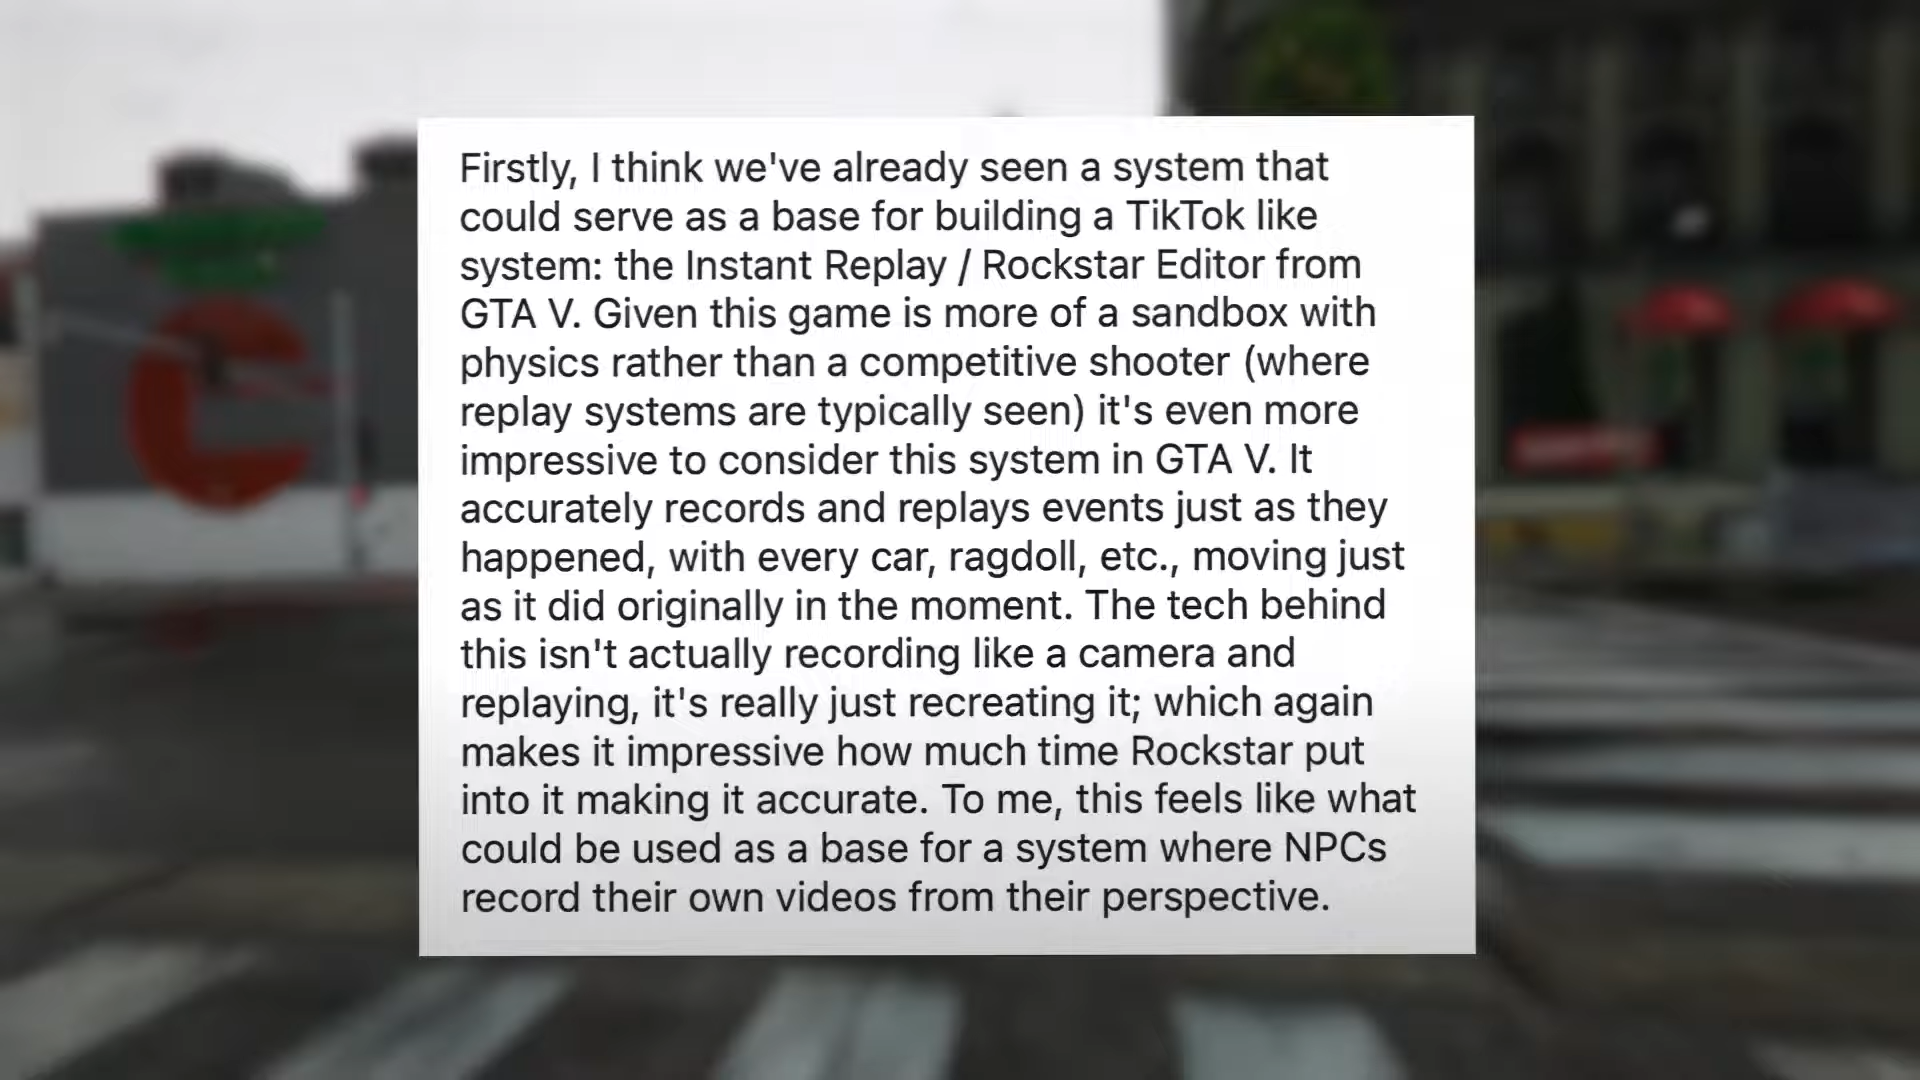 Firstly, I think we've already seen a system that
could serve as a base for building a TikTok like
system: the Instant Replay / Rockstar Editor from
GTA V. Given this game is more of a sandbox with
physics rather than a competitive shooter (where
replay systems are typically seen) it's even more
impressive to consider this system in GTA V. It
accurately records and replays events just as they
happened, with every car, ragdoll, etc., moving just
as it did originally in the moment. The tech behind
this isn't actually recording like a camera and
replaying, it's really just recreating it; which again
makes it impressive how much time Rockstar put
into it making it accurate. To me, this feels like what
could be used as a base for a system where NPCs
record their own videos from their perspective.